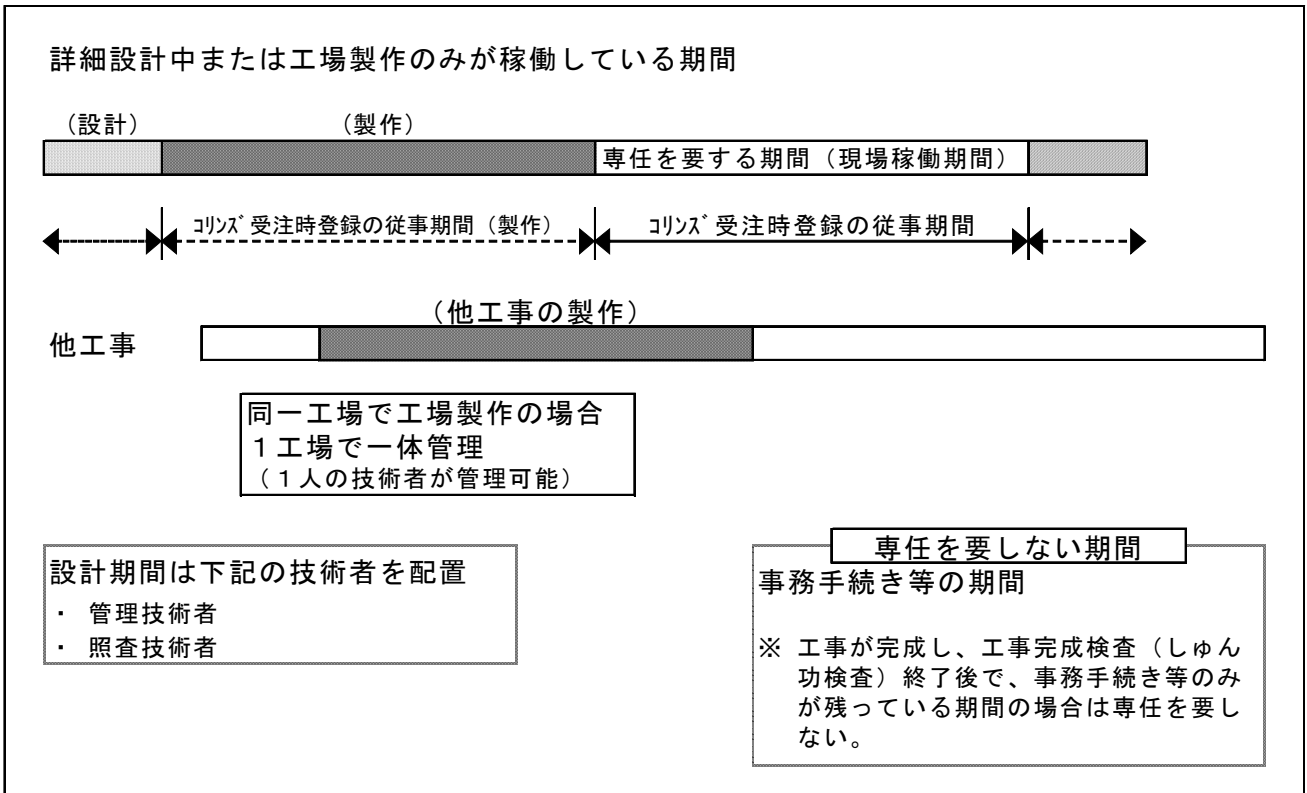 詳細設計中または工場製作のみが稼働している期間
（設計）
（製作）
専任を要する期間（現場稼働期間）
ｺﾘﾝｽﾞ受注時登録の従事期間（製作）
ｺﾘﾝｽﾞ受注時登録の従事期間
（他工事の製作）
他工事
同一工場で工場製作の場合
１工場で一体管理
（１人の技術者が管理可能）
設計期間は下記の技術者を配置
・ 管理技術者
・ 照査技術者
専任を要しない期間
事務手続き等の期間
※ 工事が完成し、工事完成検査（しゅん
功検査）終了後で、事務手続き等のみ
が残っている期間の場合は専任を要し
ない。